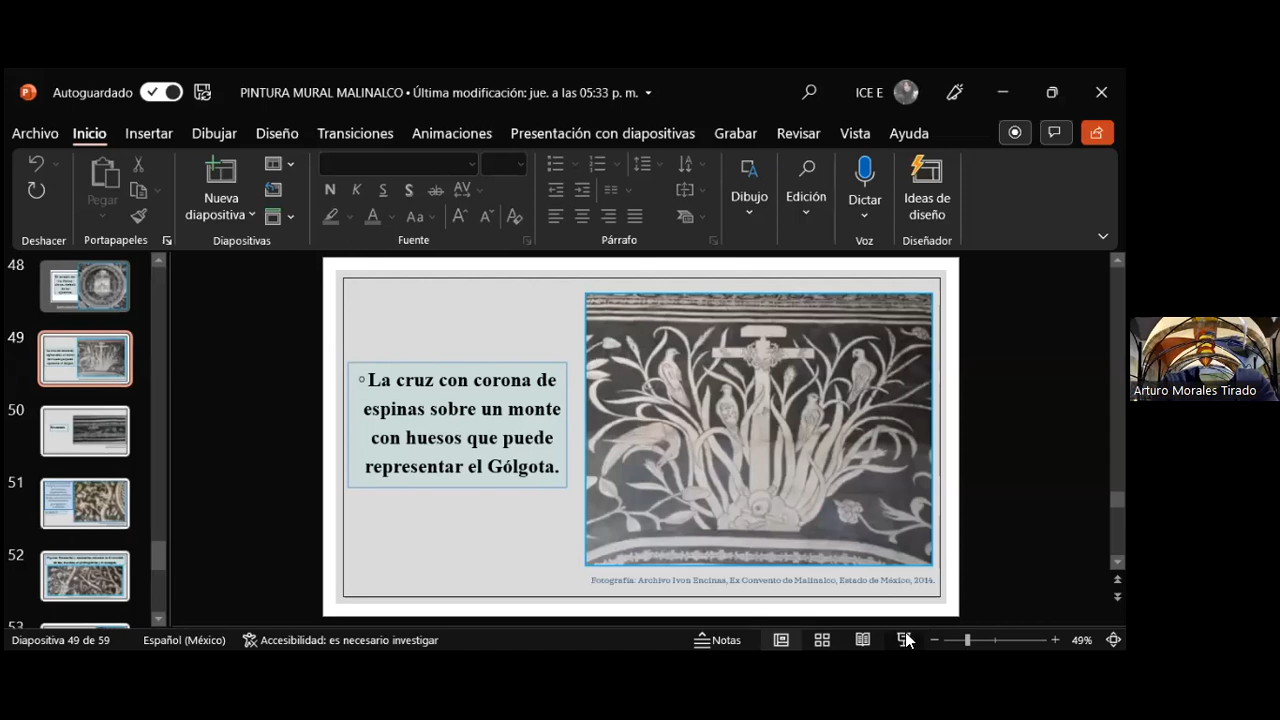 Autoguardado
PINTURA MURAL MALINALCO • Última modificación: jue. a las 05:33 p. m.
ICE E
Archivo Inicio Insertar Dibujar Diseño Transiciones Animaciones Presentación con diapositivas Grabar Revisar Vista Ayuda
Pegar
Nueva
diapositiva
N K S S ab AV
Aa A A
Dibujo
Edición
Dictar
Ideas de
diseño
Deshacer Portapapeles Diapositivas Fuente Párrafo Voz Diseñador
48
49
50
51
52
53
La cruz con corona de
espinas sobre un monte
con huesos que puede
representar el Gólgota.
Fotografía: Archivo Ivon Encinas, Ex Convento de Malinalco, Estado de México, 2014.
Arturo Morales Tirado
Diapositiva 49 de 59 Español (México) Accesibilidad: es necesario investigar Notas 49%